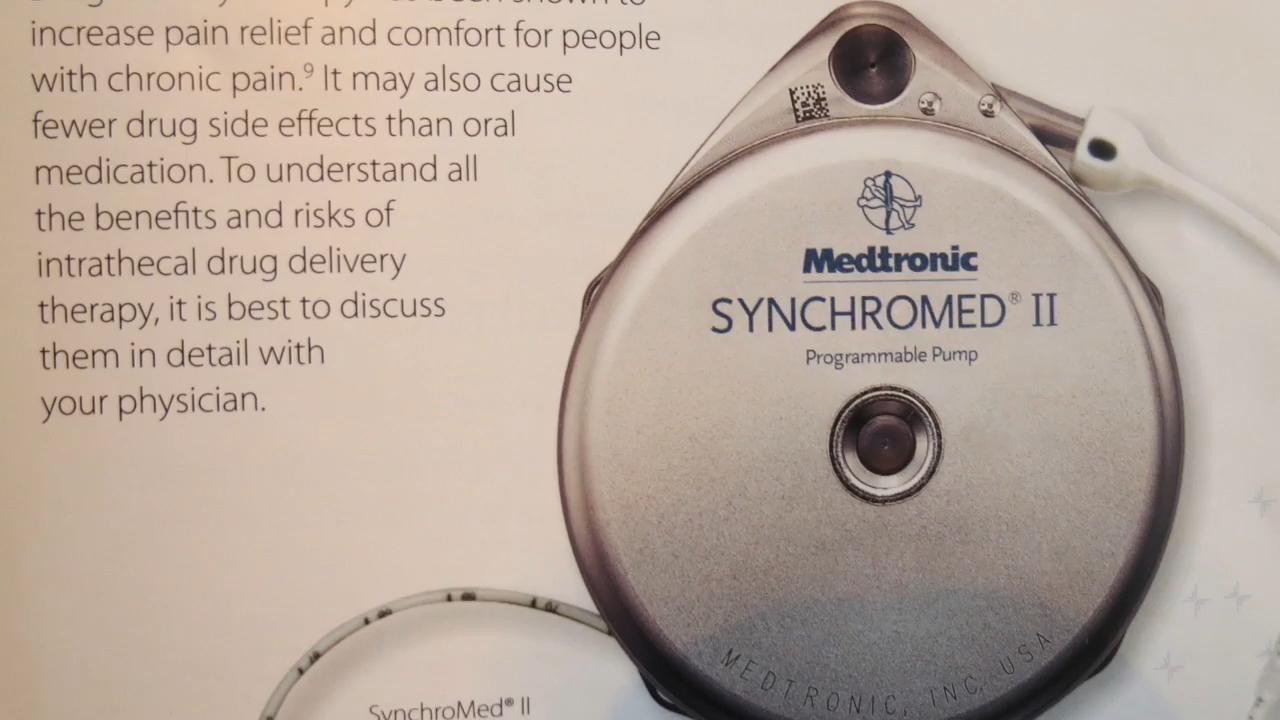 increase pain relief and comfort for people
with chronic pain.⁹ It may also cause
fewer drug side effects than oral
medication. To understand all
the benefits and risks of
intrathecal drug delivery
therapy, it is best to discuss
them in detail with
your physician.
Medtronic
SYNCHROMED® II
Programmable Pump
MEDTRONIC, INC. USA
SynchroMed® II